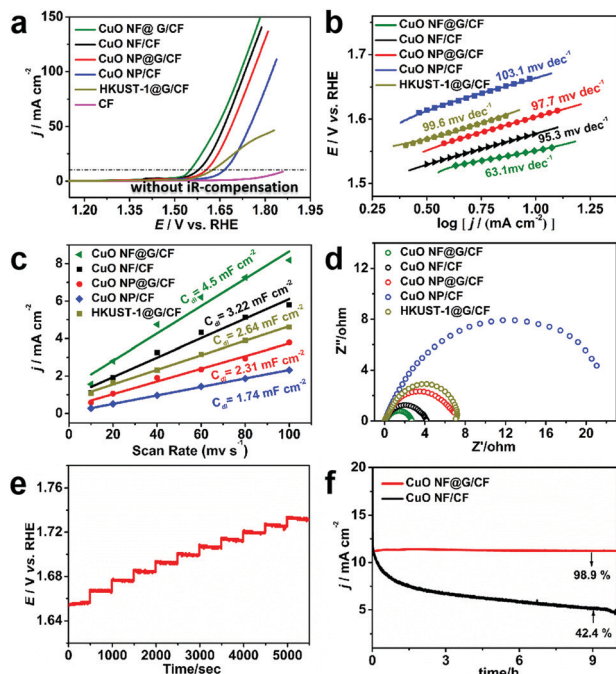 a
CuO NF@ G/CF
CuO NF/CF
CuO NP@G/CF
CuO NP/CF
HKUST-1@G/CF
CF
without iR-compensation
j / mA cm⁻²
150
100
50
0
1.20 1.35 1.50 1.65 1.80 1.95
E / V vs. RHE
b
CuO NF@G/CF
CuO NF/CF
CuO NP@G/CF
CuO NP/CF
HKUST-1@G/CF
103.1 mv dec⁻¹
99.6 mv dec⁻¹
97.7 mv dec⁻¹
95.3 mv dec⁻¹
63.1mv dec⁻¹
E / V vs. RHE
1.7
1.6
1.5
0.25 0.50 0.75 1.00 1.25 1.50
log [ j / (mA cm⁻²) ]
c
CuO NF@G/CF
CuO NF/CF
CuO NP@G/CF
CuO NP/CF
HKUST-1@G/CF
Cdl = 4.5 mF cm⁻²
Cdl = 3.22 mF cm⁻²
Cdl = 2.64 mF cm⁻²
Cdl = 2.31 mF cm⁻²
Cdl = 1.74 mF cm⁻²
j / mA cm⁻²
10
8
6
4
2
0
0 20 40 60 80 100
Scan Rate (mv s⁻¹)
d
CuO NF@G/CF
CuO NF/CF
CuO NP@G/CF
CuO NP/CF
HKUST-1@G/CF
Z"/ohm
12
8
4
0
0 4 8 12 16 20
Z'/ohm
e
E / V vs. RHE
1.76
1.72
1.68
1.64
0 1000 2000 3000 4000 5000
Time/sec
f
CuO NF@G/CF
CuO NF/CF
98.9 %
42.4 %
j / mA cm⁻²
20
15
10
5
0 3 6 9
time/h